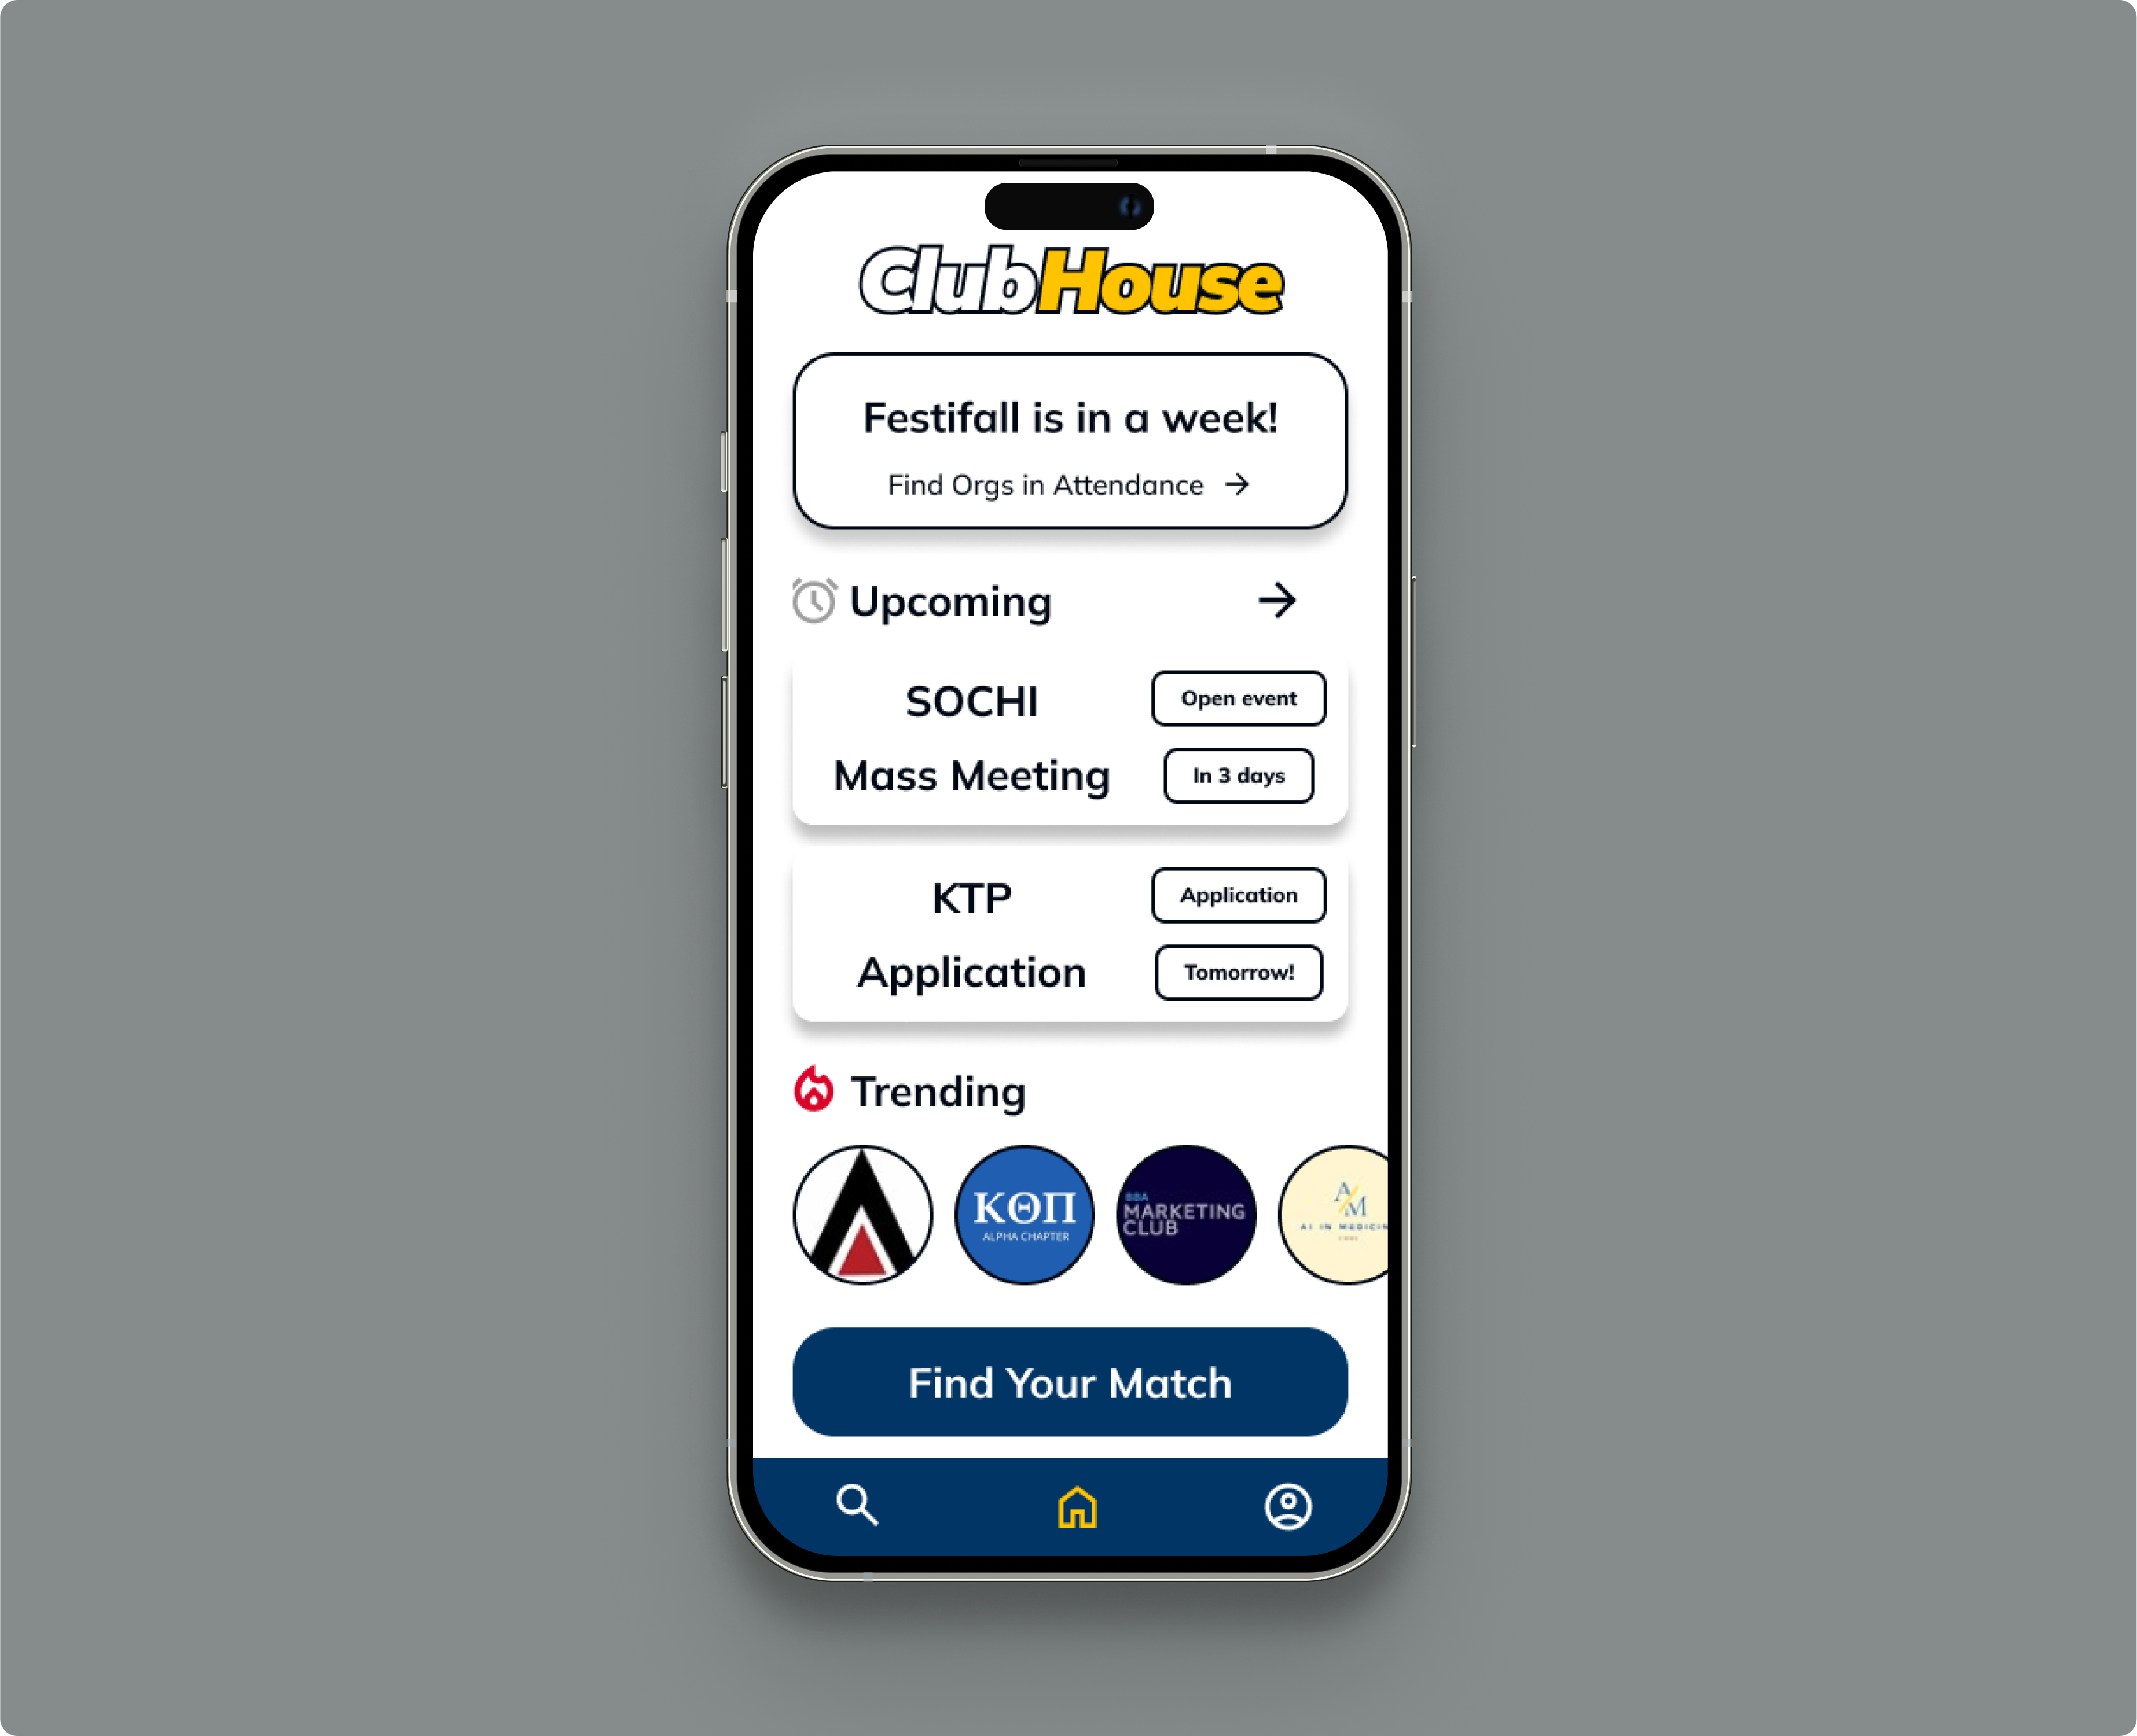 ClubHouse
Festifall is in a week!
Find Orgs in Attendance
Upcoming
SOCHI
Open event
Mass Meeting
In 3 days
KTP
Application
Application
Tomorrow!
Trending
ΚΘΠ
ALPHA CHAPTER
BBA
MARKETING
CLUB
A
M
AI IN MEDICIN
Find Your Match